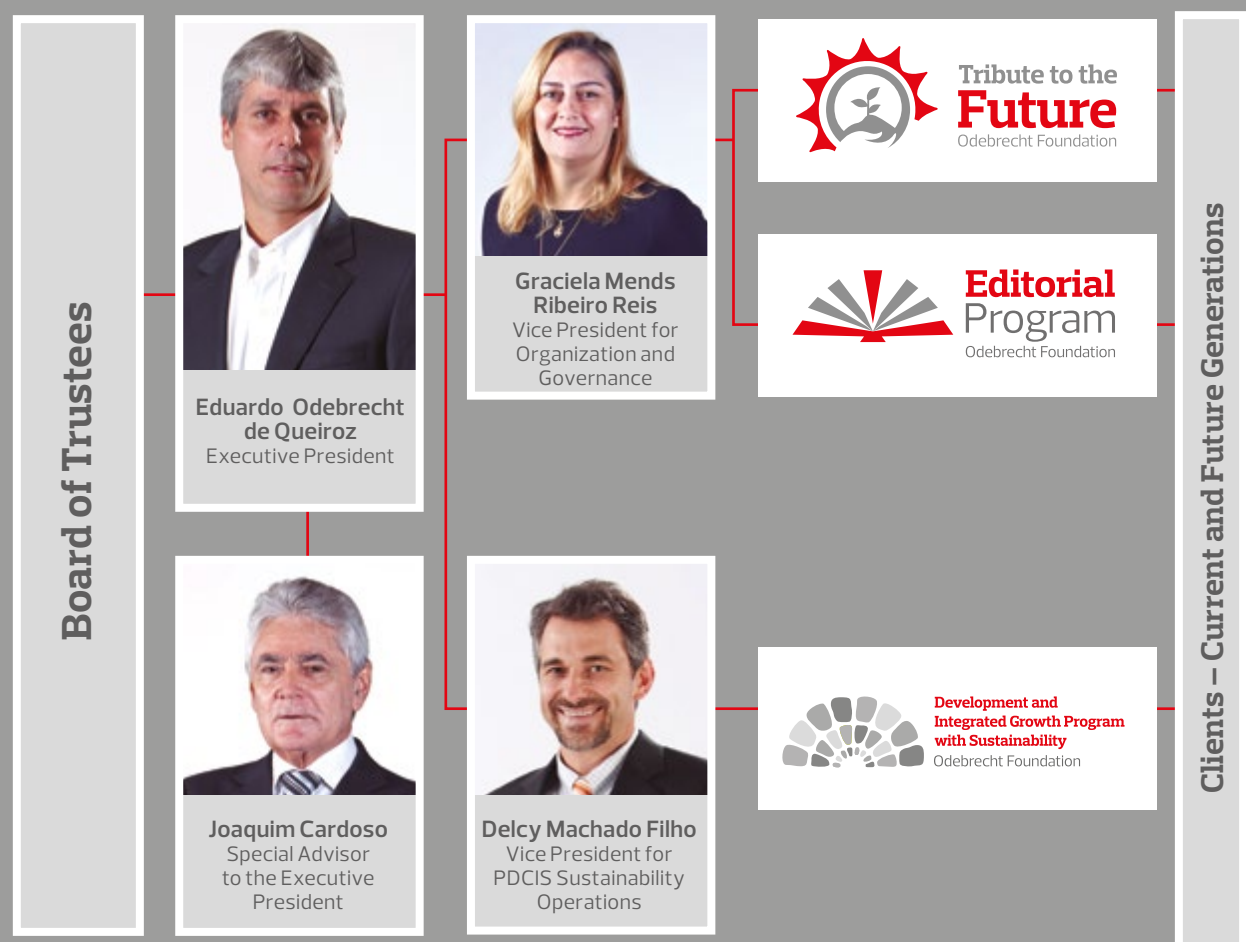 Board of Trustees
Eduardo Odebrecht
de Queiroz
Executive President
Joaquim Cardoso
Special Advisor
to the Executive
President
Graciela Mends
Ribeiro Reis
Vice President for
Organization and
Governance
Delcy Machado Filho
Vice President for
PDCIS Sustainability
Operations
Tribute to the
Future
Odebrecht Foundation
Editorial
Program
Odebrecht Foundation
Development and
Integrated Growth Program
with Sustainability
Odebrecht Foundation
Clients – Current and Future Generations